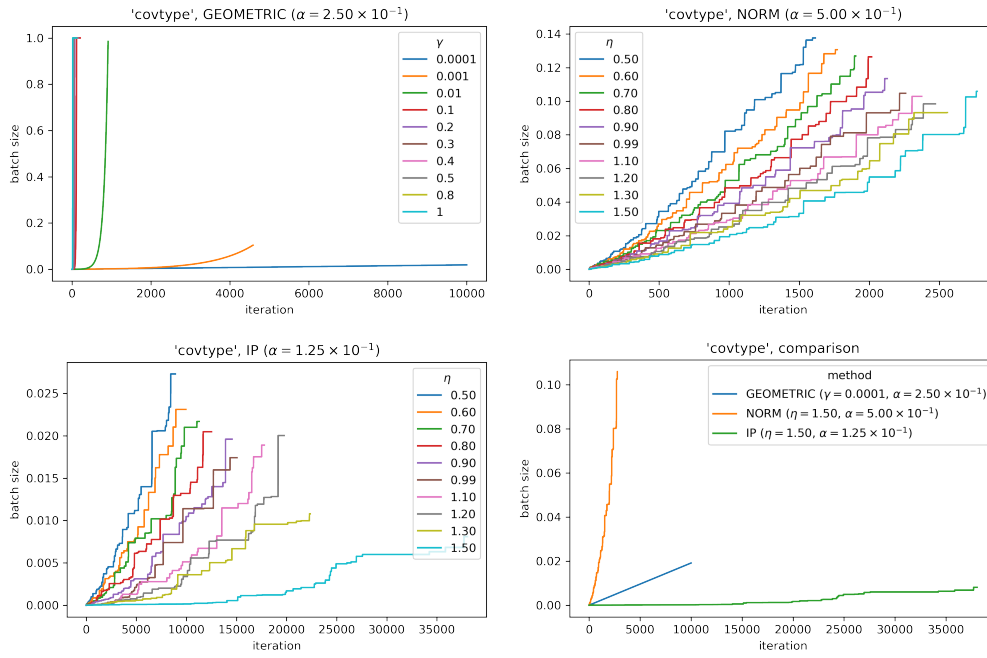 'covtype', GEOMETRIC (α = 2.50 × 10⁻¹)
batch size
1.0
0.8
0.6
0.4
0.2
0.0
0 2000 4000 6000 8000 10000
iteration
γ
0.0001
0.001
0.01
0.1
0.2
0.3
0.4
0.5
0.8
1
'covtype', NORM (α = 5.00 × 10⁻¹)
batch size
0.14
0.12
0.10
0.08
0.06
0.04
0.02
0.00
0 500 1000 1500 2000 2500
iteration
η
0.50
0.60
0.70
0.80
0.90
0.99
1.10
1.20
1.30
1.50
'covtype', IP (α = 1.25 × 10⁻¹)
batch size
0.025
0.020
0.015
0.010
0.005
0.000
0 5000 10000 15000 20000 25000 30000 35000
iteration
η
0.50
0.60
0.70
0.80
0.90
0.99
1.10
1.20
1.30
1.50
'covtype', comparison
batch size
0.10
0.08
0.06
0.04
0.02
0.00
0 5000 10000 15000 20000 25000 30000 35000
iteration
method
GEOMETRIC (γ = 0.0001, α = 2.50 × 10⁻¹)
NORM (η = 1.50, α = 5.00 × 10⁻¹)
IP (η = 1.50, α = 1.25 × 10⁻¹)